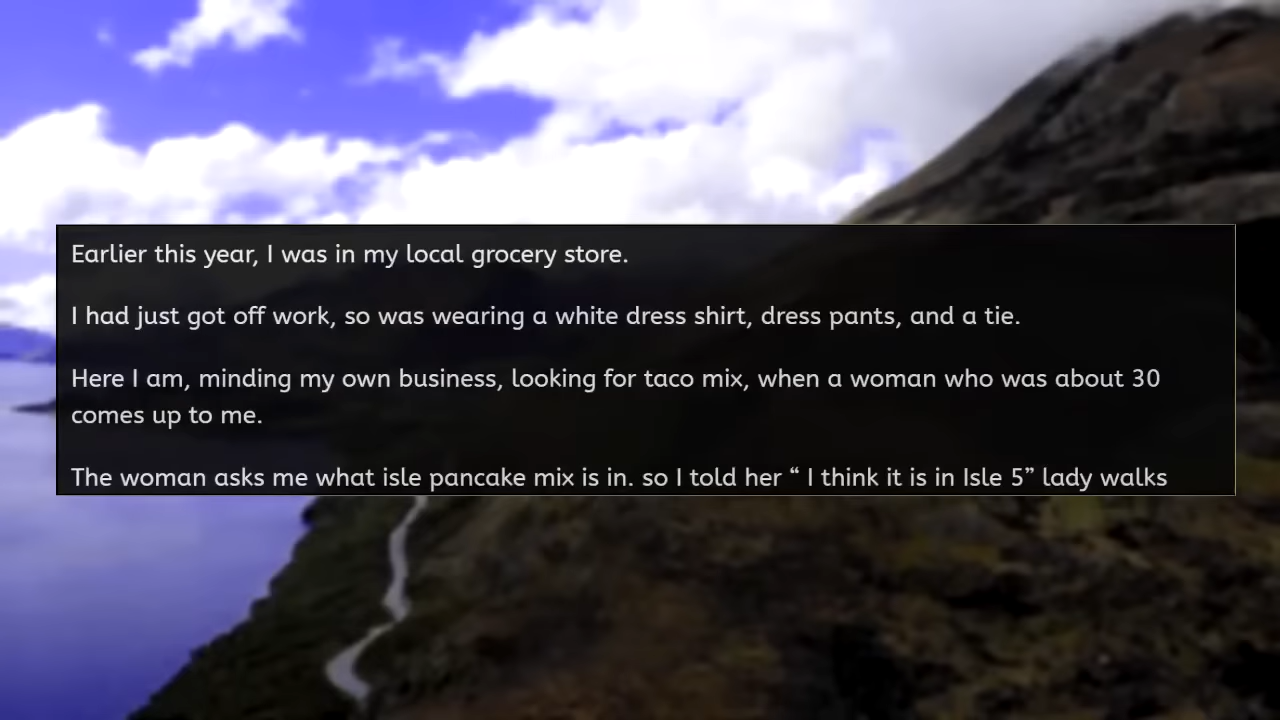 Earlier this year, I was in my local grocery store.
I had just got off work, so was wearing a white dress shirt, dress pants, and a tie.
Here I am, minding my own business, looking for taco mix, when a woman who was about 30
comes up to me.
The woman asks me what isle pancake mix is in. so I told her “ I think it is in Isle 5” lady walks